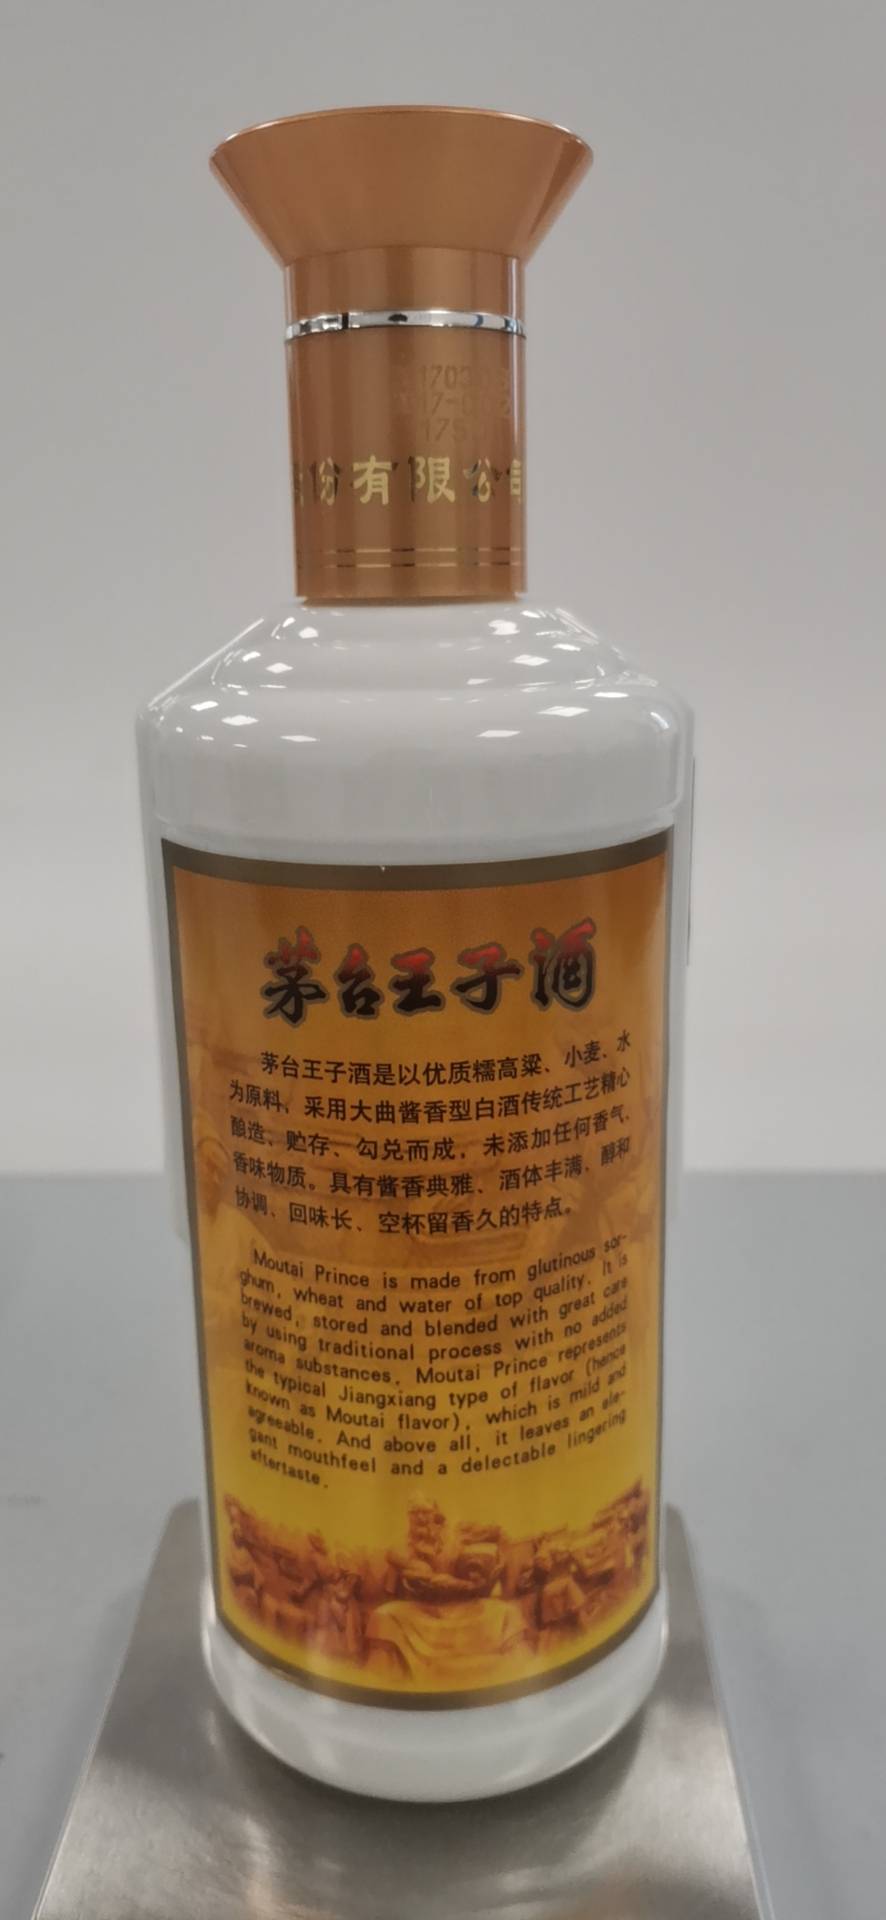 份有限公司
茅台王子酒
茅台王子酒是以优质糯高粱、小麦、水
为原料，采用大曲酱香型白酒传统工艺精心
酿造、贮存、勾兑而成，未添加任何香气、
香味物质。具有酱香典雅、酒体丰满、醇和
协调、回味长、空杯留香久的特点。
Moutai Prince is made from glutinous sor-
ghum, wheat and water of top quality. It is
brewed, stored and blended with great care
by using traditional process with no added
aroma substances. Moutai Prince represents
the typical Jiangxiang type of flavor (hence
known as Moutai flavor), which is mild and
agreeable. And above all, it leaves an ele-
gant mouthfeel and a delectable lingering
aftertaste.